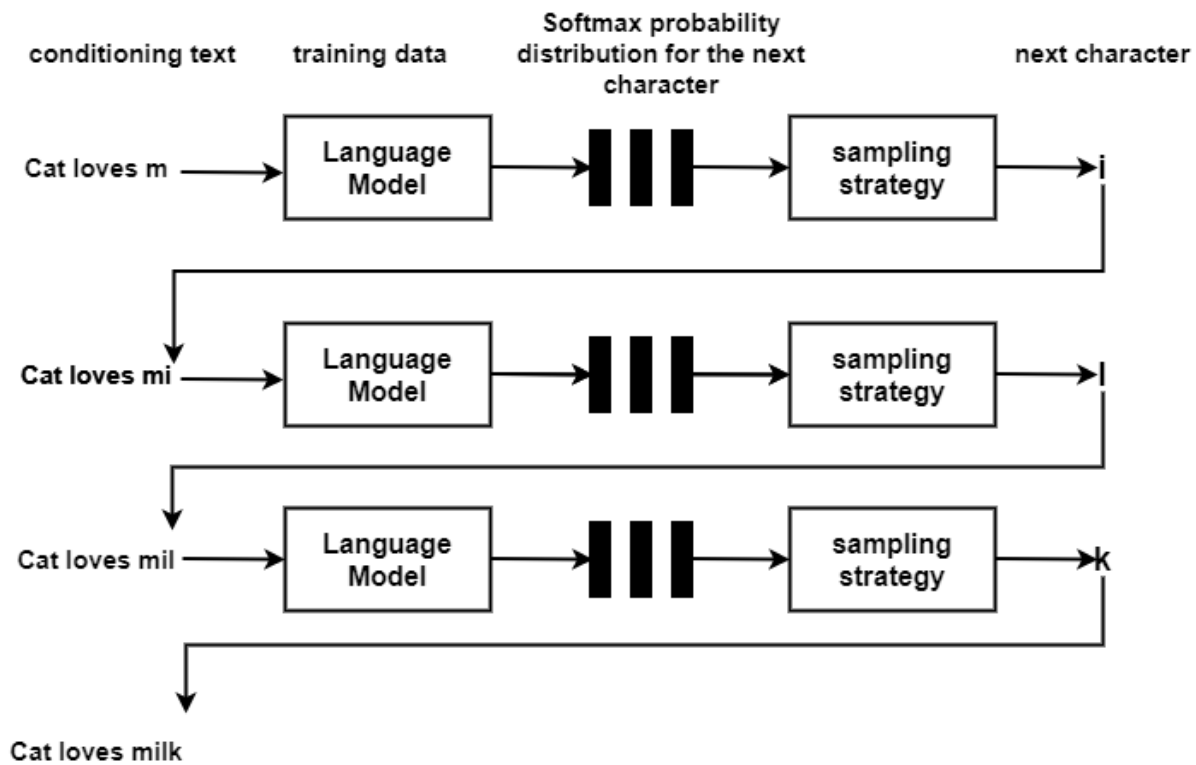 conditioning text
training data
Softmax probability
distribution for the next
character
next character
Cat loves m
Language
Model
sampling
strategy
i
Cat loves mi
Language
Model
sampling
strategy
l
Cat loves mil
Language
Model
sampling
strategy
k
Cat loves milk